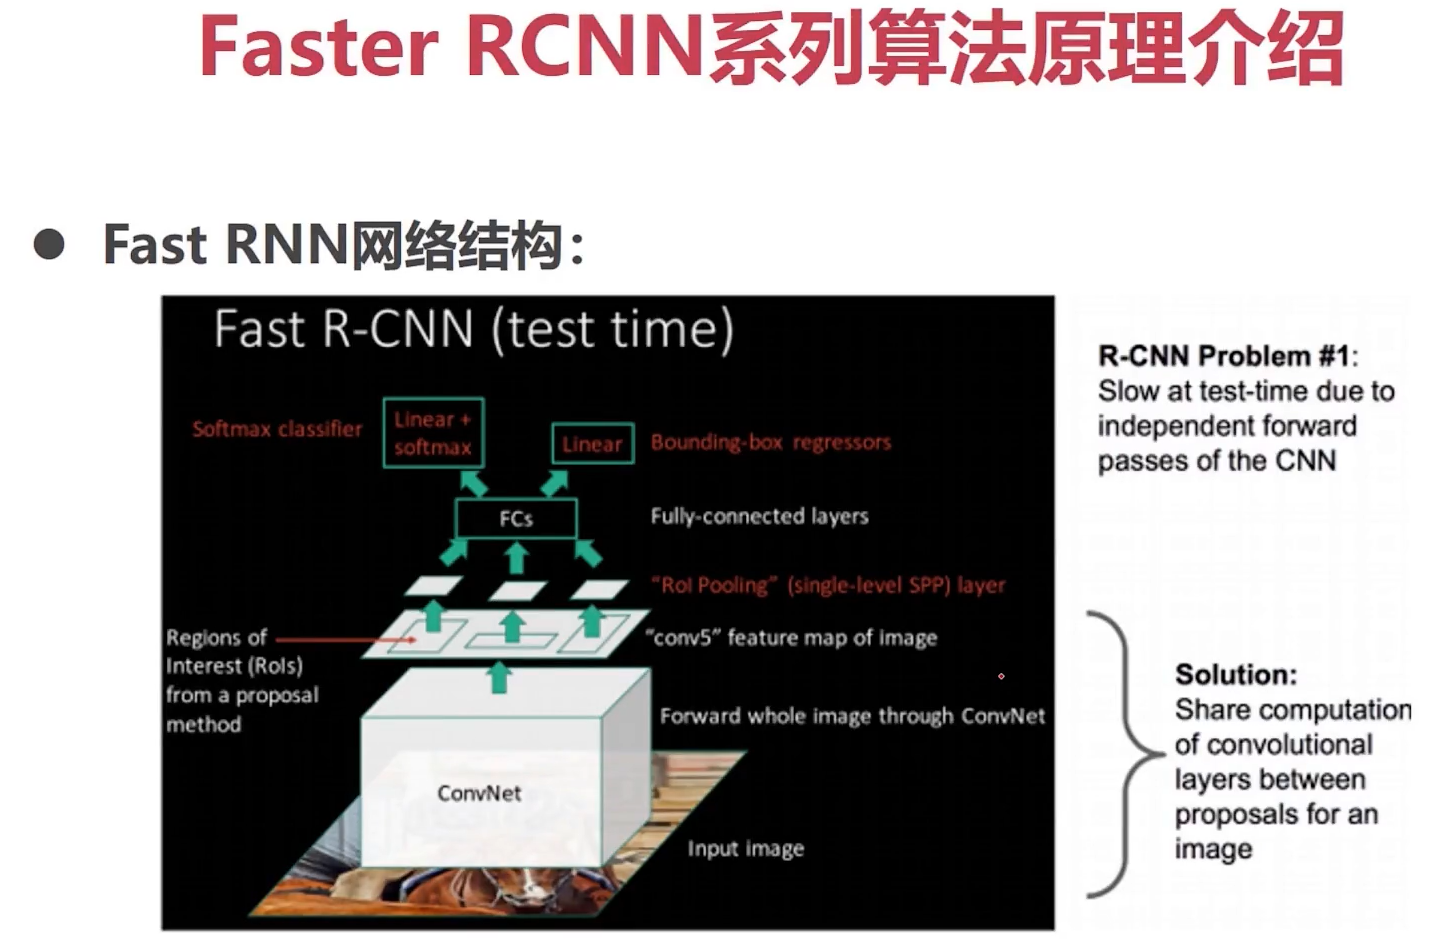 Faster RCNN系列算法原理介绍
● Fast RNN网络结构：
Fast R-CNN (test time)
Softmax classifier
Linear +
softmax
Linear
Bounding-box regressors
FCs
Fully-connected layers
"RoI Pooling" (single-level SPP) layer
Regions of
Interest (RoIs)
from a proposal
method
"conv5" feature map of image
Forward whole image through ConvNet
ConvNet
Input image
R-CNN Problem #1:
Slow at test-time due to
independent forward
passes of the CNN
Solution:
Share computation
of convolutional
layers between
proposals for an
image